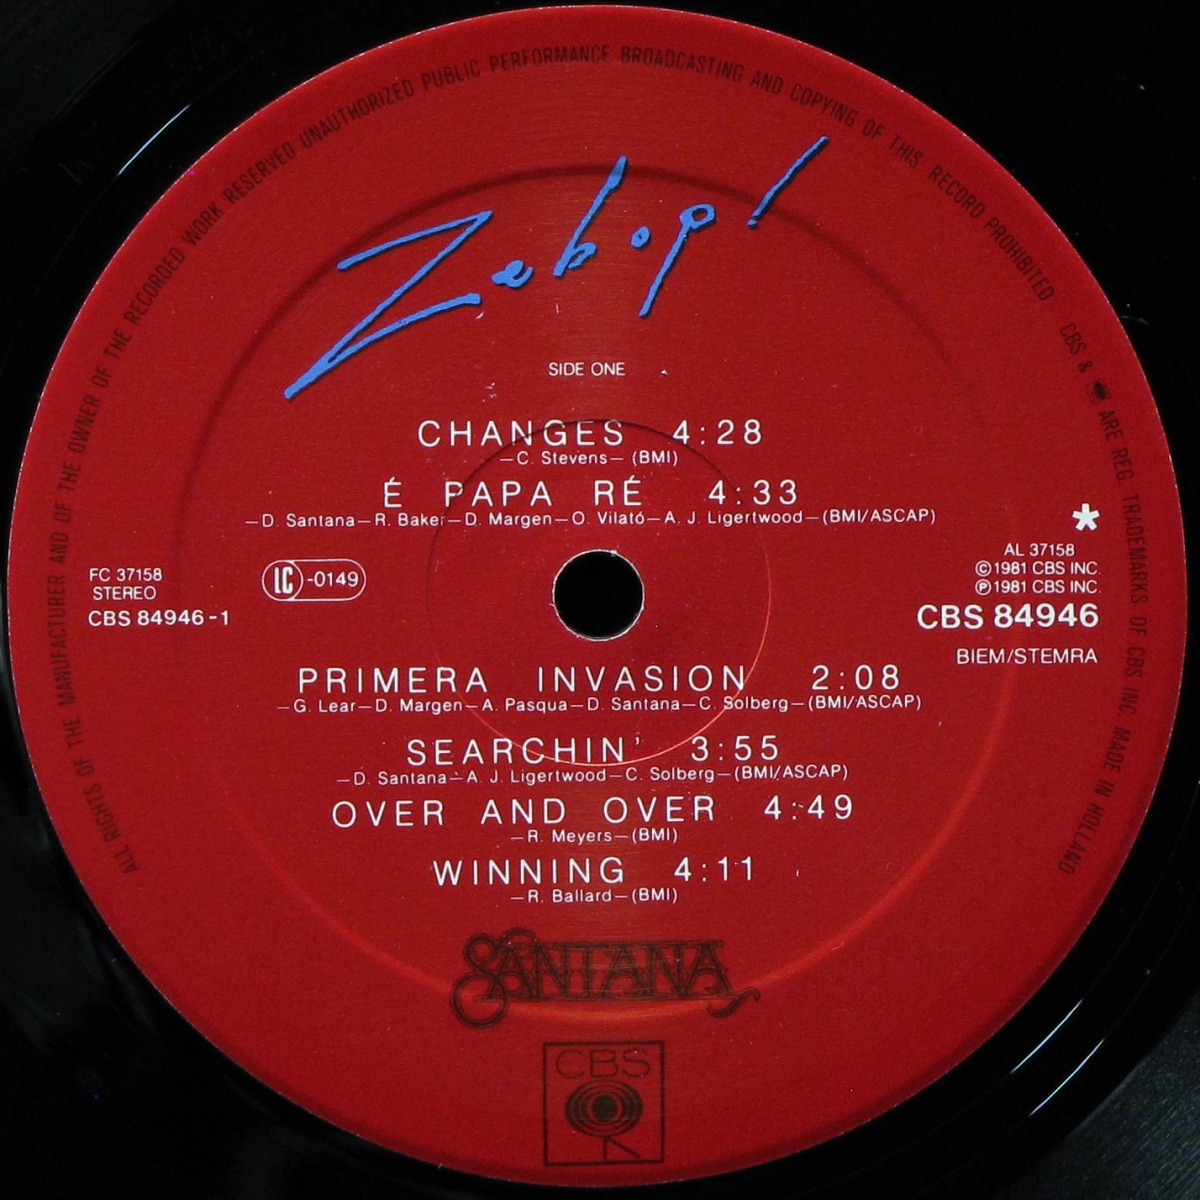 ALL RIGHTS OF THE MANUFACTURER AND OF THE OWNER OF THE RECORDED WORK RESERVED UNAUTHORIZED PUBLIC PERFORMANCE BROADCASTING AND COPYING OF THIS RECORD PROHIBITED CBS & ARE REG. TRADEMARKS OF CBS INC MADE IN HOLLAND
Zebop!
SIDE ONE
CHANGES 4:28
—C. Stevens— (BMI)
É PAPA RÉ 4:33
—D. Santana—R. Baker—D. Margen—O. Vilató—A. J. Ligertwood—(BMI/ASCAP)
FC 37158
STEREO
CBS 84946-1
LC -0149
*
AL 37158
©1981 CBS INC.
℗1981 CBS INC.
CBS 84946
BIEM/STEMRA
PRIMERA INVASION 2:08
—G. Lear—D. Margen—A. Pasqua—D. Santana—C. Solberg—(BMI/ASCAP)
SEARCHIN' 3:55
—D. Santana—A. J. Ligertwood—C. Solberg—(BMI/ASCAP)
OVER AND OVER 4:49
—R. Meyers—(BMI)
WINNING 4:11
—R. Ballard—(BMI)
SANTANA
CBS